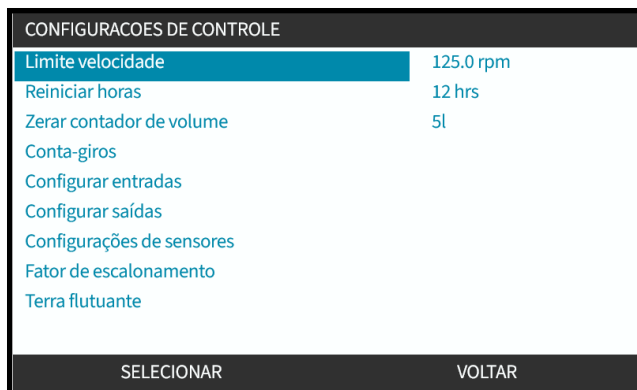 CONFIGURACOES DE CONTROLE
Limite velocidade 125.0 rpm
Reiniciar horas 12 hrs
Zerar contador de volume 5l
Conta-giros
Configurar entradas
Configurar saídas
Configurações de sensores
Fator de escalonamento
Terra flutuante
SELECIONAR VOLTAR